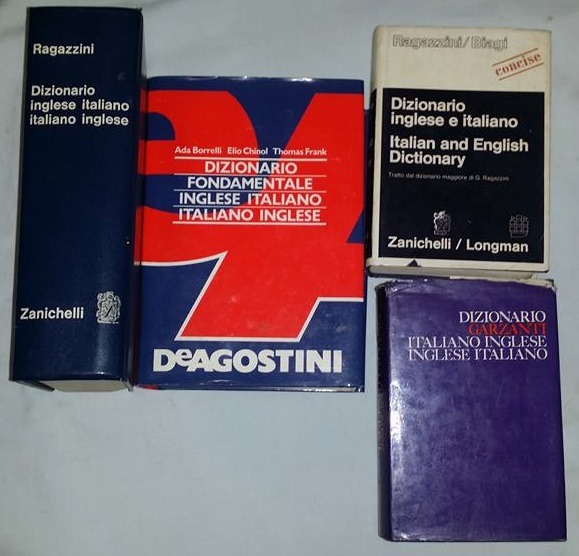 Ragazzini
Dizionario
inglese italiano
italiano inglese
Zanichelli
Ada Borrelli Elio Chinol Thomas Frank
DIZIONARIO
FONDAMENTALE
INGLESE ITALIANO
ITALIANO INGLESE
DeAGOSTINI
Ragazzini/Biagi
concise
Dizionario
inglese e italiano
Italian and English
Dictionary
Tratto dal dizionario maggiore di G. Ragazzini
Zanichelli / Longman
DIZIONARIO
GARZANTI
ITALIANO INGLESE
INGLESE ITALIANO